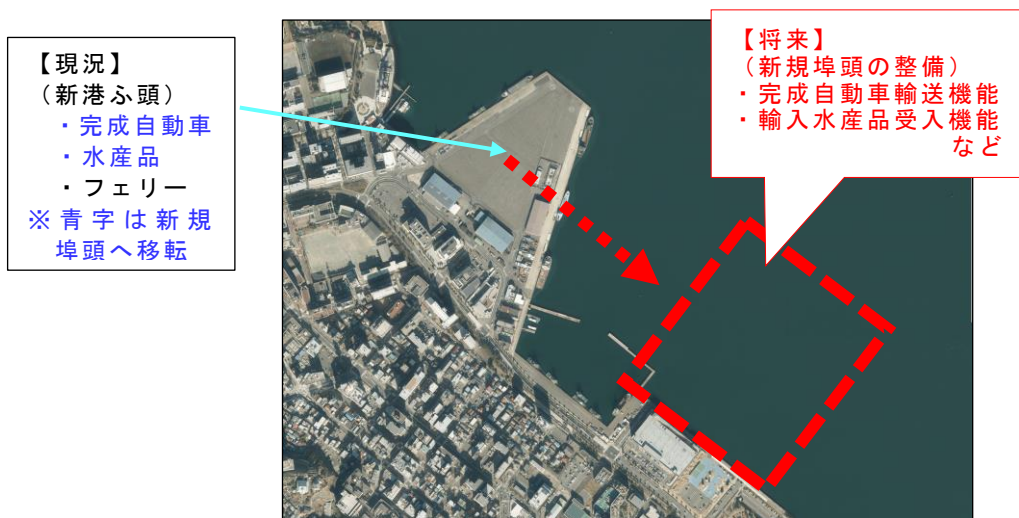 【現況】
（新港ふ頭）
・完成自動車
・水産品
・フェリー
※青字は新規
埠頭へ移転
【将来】
（新規埠頭の整備）
・完成自動車輸送機能
・輸入水産品受入機能
など